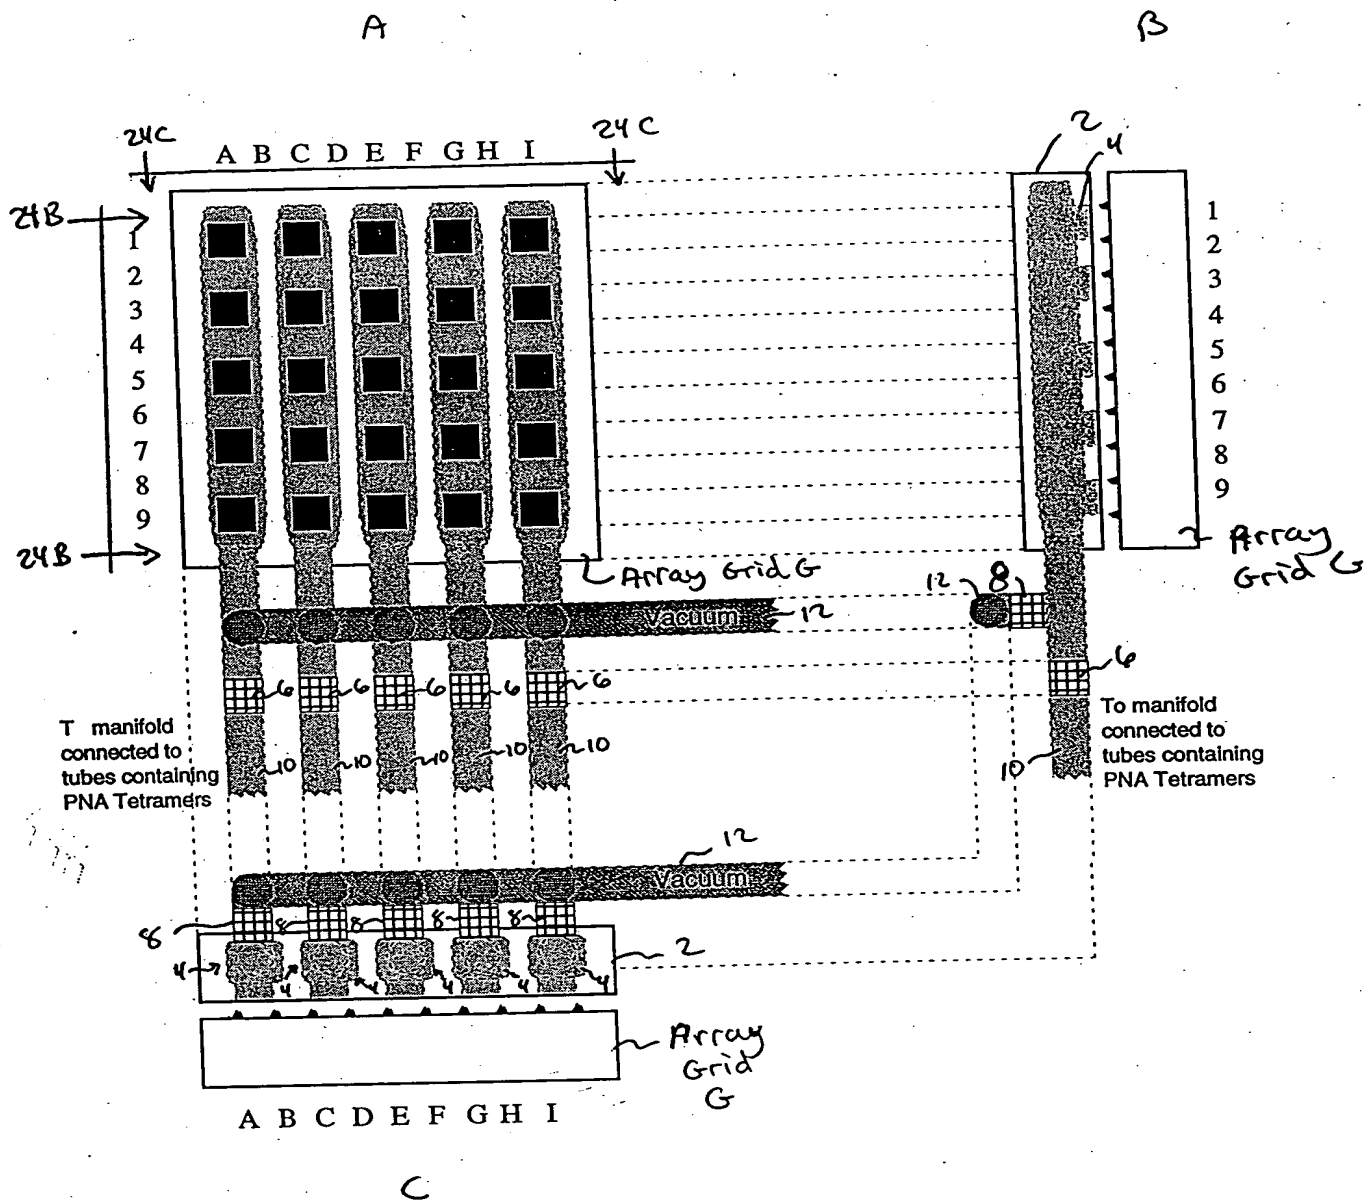 A
B
24C
24C
A B C D E F G H I
2
4
24B
1
2
3
4
5
6
7
8
9
24B
1
2
3
4
5
6
7
8
9
Array Grid G
Array
Grid G
12
8
Vacuum
12
6
6
6
6
6
6
T manifold
connected to
tubes containing
PNA Tetramers
10
10
10
10
10
To manifold
connected to
tubes containing
PNA Tetramers
10
12
Vacuum
8
8
8
8
8
2
4
4
4
4
4
4
Array
Grid
G
A B C D E F G H I
C